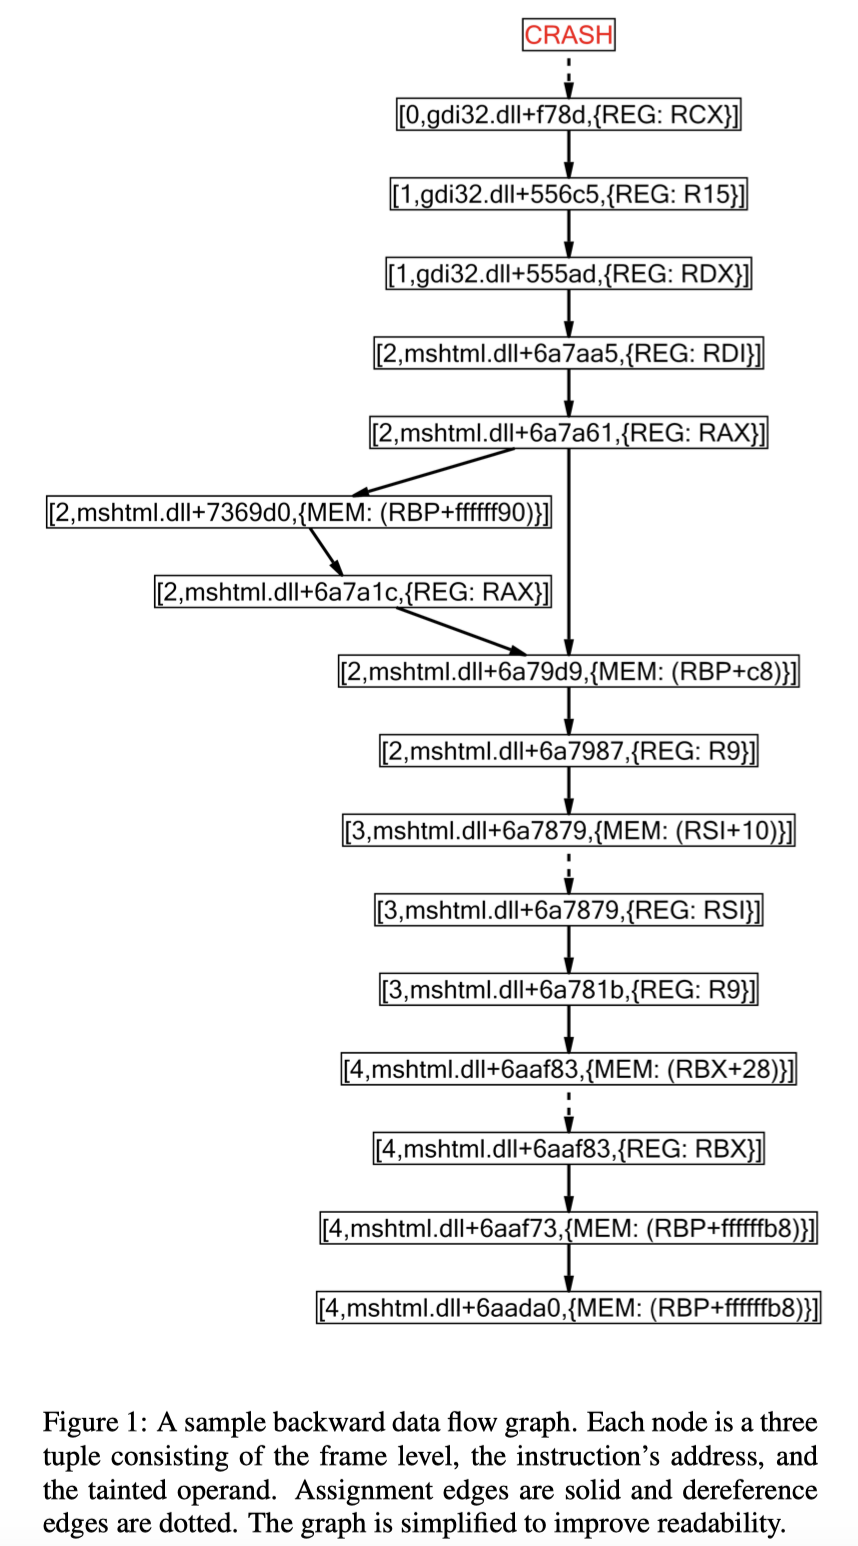 CRASH
[0,gdi32.dll+f78d,{REG: RCX}]
[1,gdi32.dll+556c5,{REG: R15}]
[1,gdi32.dll+555ad,{REG: RDX}]
[2,mshtml.dll+6a7aa5,{REG: RDI}]
[2,mshtml.dll+6a7a61,{REG: RAX}]
[2,mshtml.dll+7369d0,{MEM: (RBP+ffffff90)}]
[2,mshtml.dll+6a7a1c,{REG: RAX}]
[2,mshtml.dll+6a79d9,{MEM: (RBP+c8)}]
[2,mshtml.dll+6a7987,{REG: R9}]
[3,mshtml.dll+6a7879,{MEM: (RSI+10)}]
[3,mshtml.dll+6a7879,{REG: RSI}]
[3,mshtml.dll+6a781b,{REG: R9}]
[4,mshtml.dll+6aaf83,{MEM: (RBX+28)}]
[4,mshtml.dll+6aaf83,{REG: RBX}]
[4,mshtml.dll+6aaf73,{MEM: (RBP+ffffffb8)}]
[4,mshtml.dll+6aada0,{MEM: (RBP+ffffffb8)}]
Figure 1: A sample backward data flow graph. Each node is a three
tuple consisting of the frame level, the instruction's address, and
the tainted operand. Assignment edges are solid and dereference
edges are dotted. The graph is simplified to improve readability.